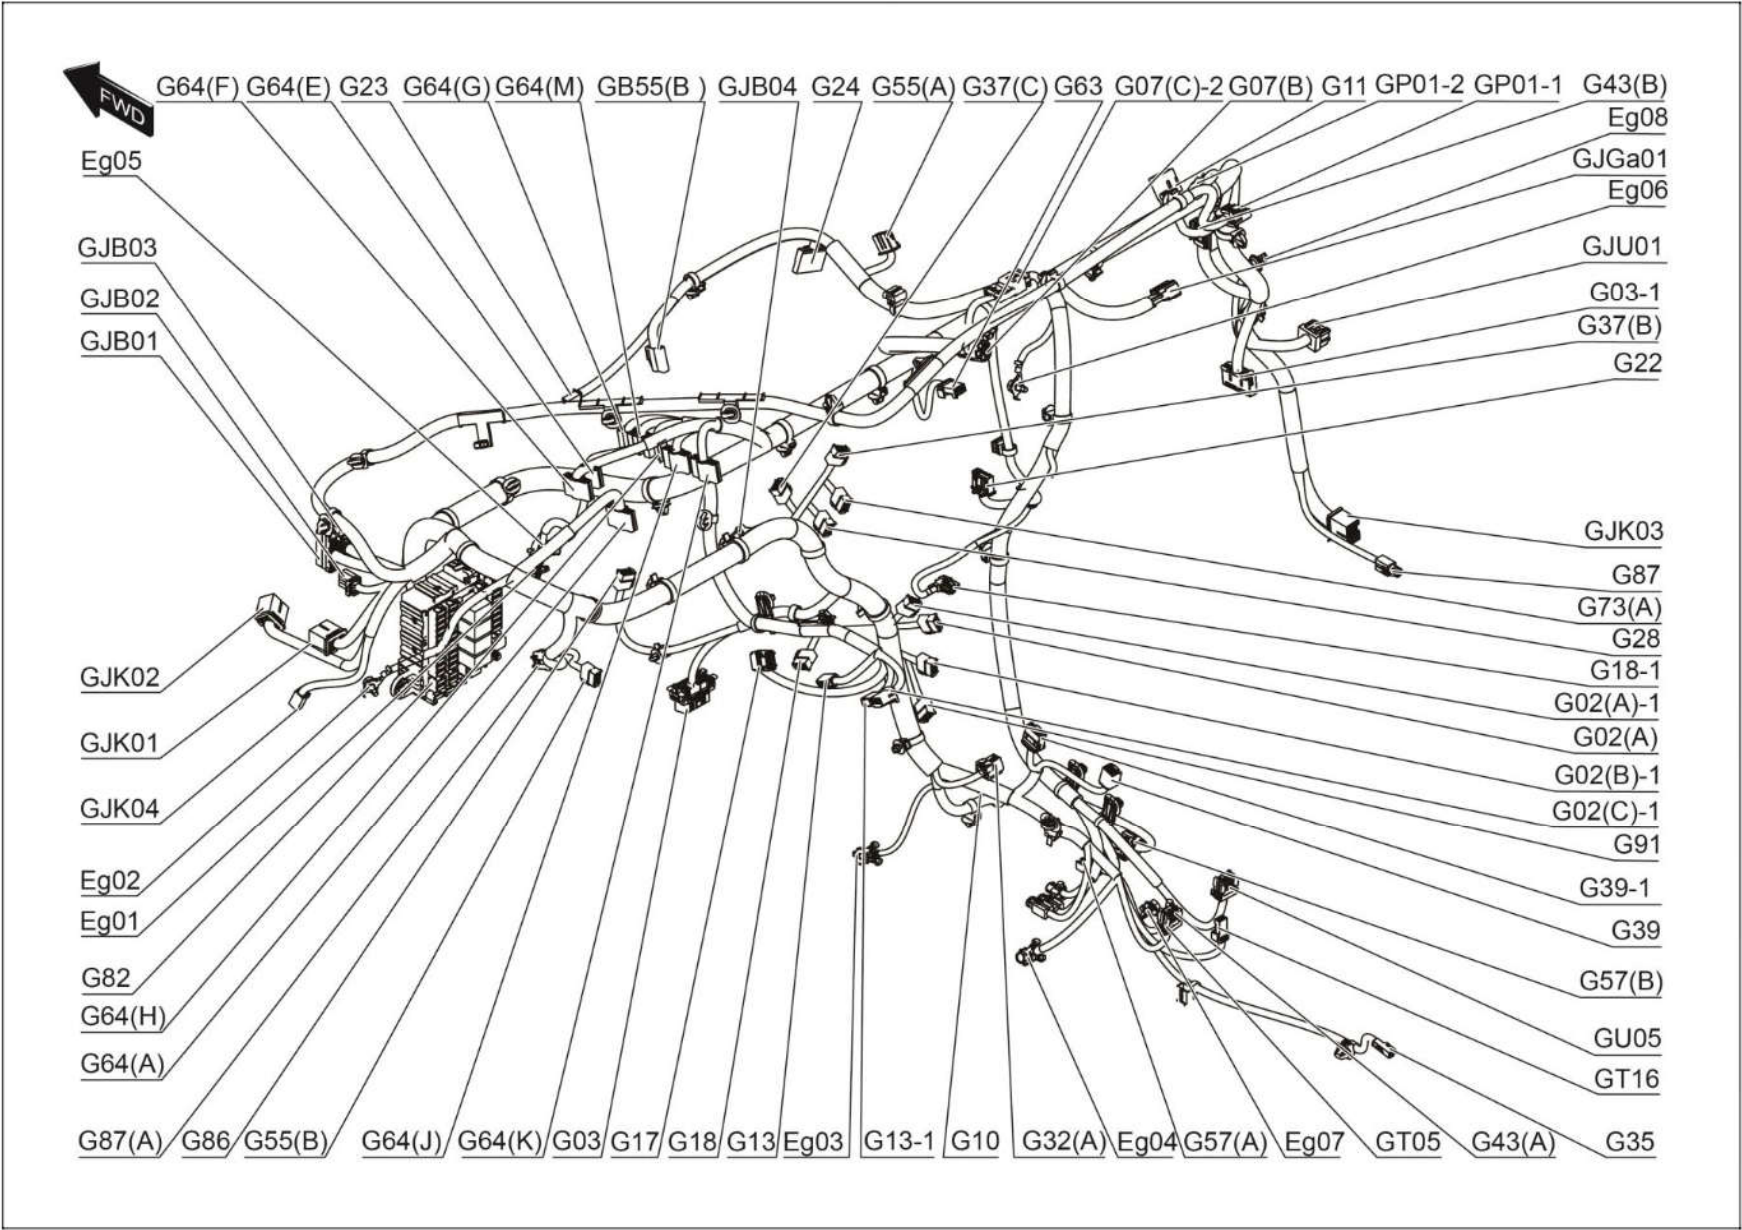 FWD
G64(F) G64(E) G23 G64(G) G64(M) GB55(B ) GJB04 G24 G55(A) G37(C) G63 G07(C)-2 G07(B) G11 GP01-2 GP01-1 G43(B)
Eg08
Eg05
GJGa01
Eg06
GJB03
GJU01
GJB02
G03-1
GJB01
G37(B)
G22
GJK03
G87
G73(A)
G28
GJK02
G18-1
G02(A)-1
GJK01
G02(A)
G02(B)-1
GJK04
G02(C)-1
G91
Eg02
G39-1
Eg01
G39
G82
G57(B)
G64(H)
GU05
G64(A)
GT16
G87(A) G86 G55(B) G64(J) G64(K) G03 G17 G18 G13 Eg03 G13-1 G10 G32(A) Eg04 G57(A) Eg07 GT05 G43(A) G35